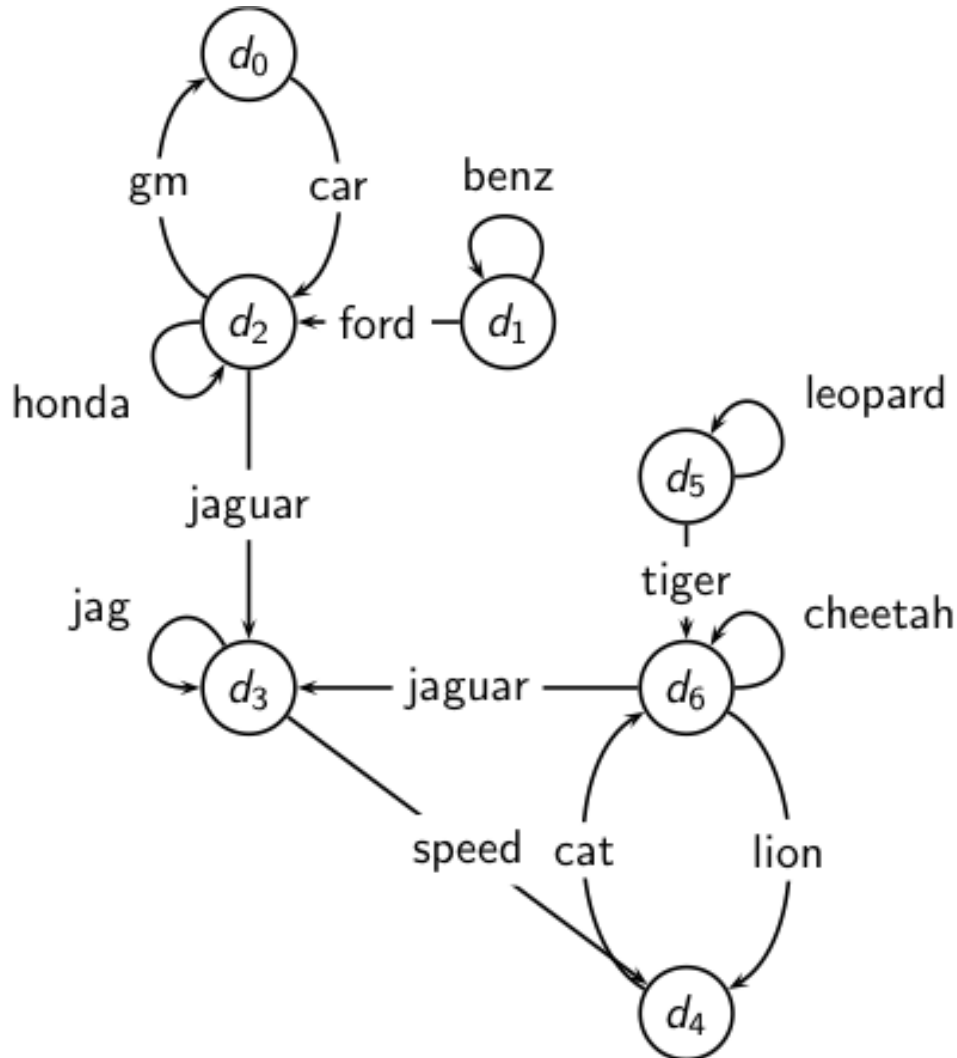 d₀
gm
car
benz
d₂
ford
d₁
honda
leopard
d₅
jaguar
tiger
jag
cheetah
d₃
jaguar
d₆
speed
cat
lion
d₄